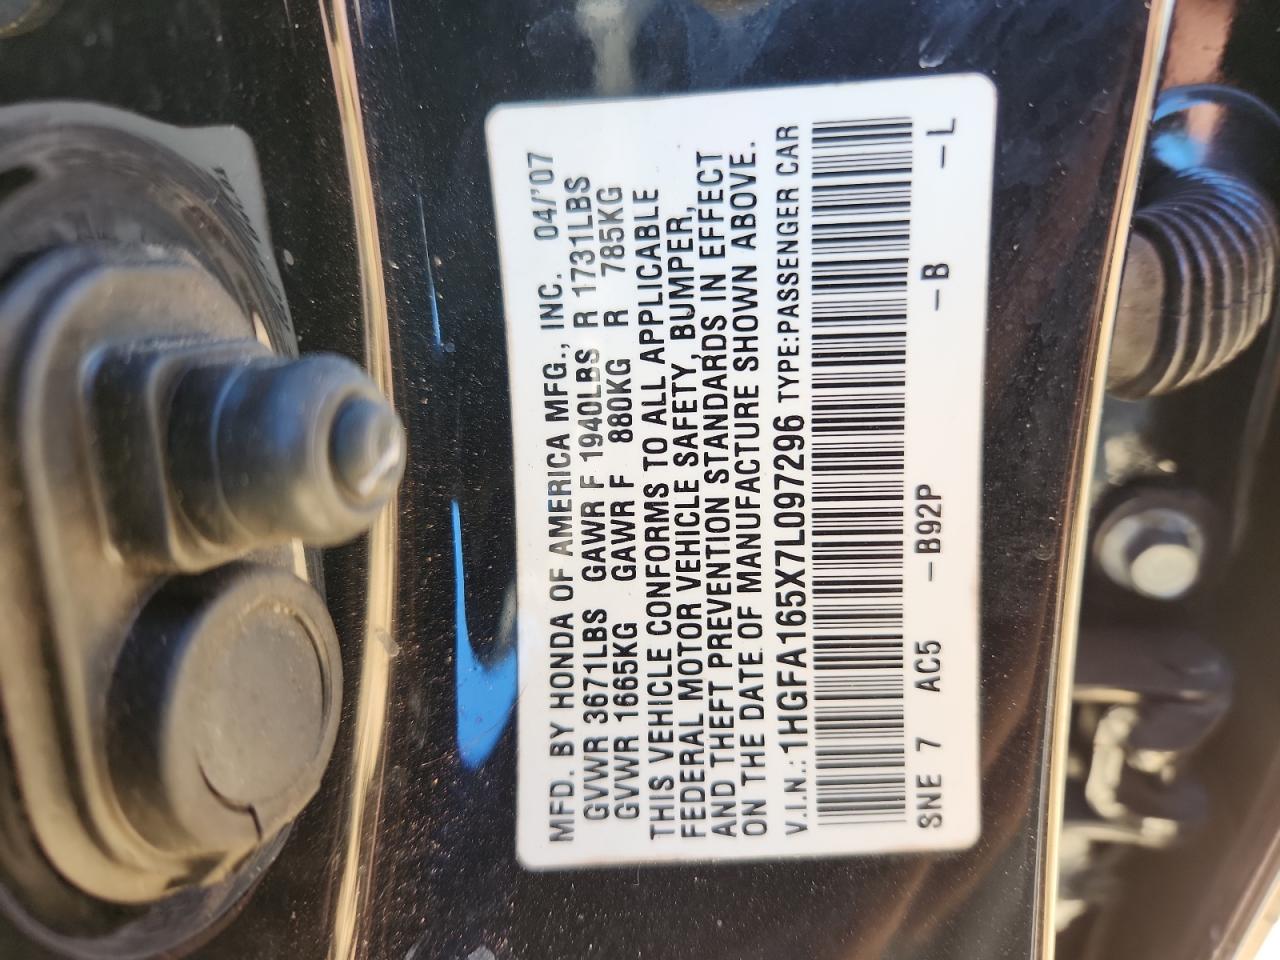 MFD. BY HONDA OF AMERICA MFG., INC. 04/'07
GVWR 3671LBS GAWR F 1940LBS R 1731LBS
GVWR 1665KG GAWR F 880KG R 785KG
THIS VEHICLE CONFORMS TO ALL APPLICABLE
FEDERAL MOTOR VEHICLE SAFETY, BUMPER,
AND THEFT PREVENTION STANDARDS IN EFFECT
ON THE DATE OF MANUFACTURE SHOWN ABOVE.
V.I.N.: 1HGFA165X7L097296 TYPE:PASSENGER CAR
SNE 7 AC5 –B92P –B –L